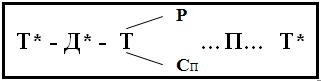 Р
Т* - Д* - Т ...П... Т*
Сп